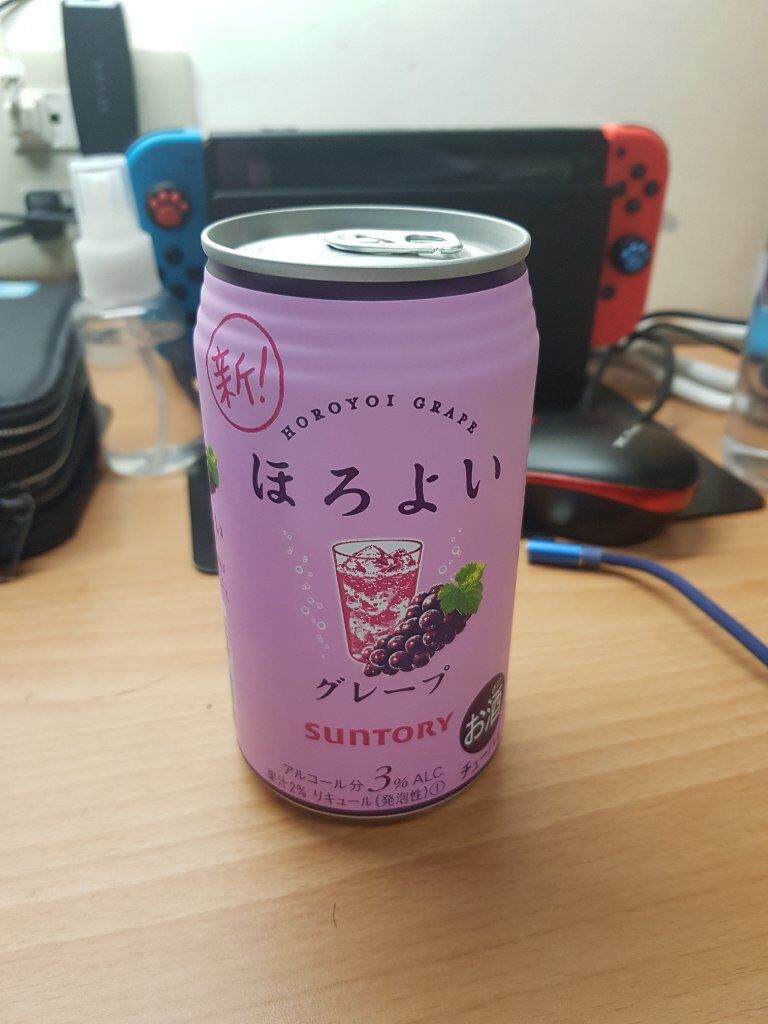 新!
HOROYOI GRAPE
ほろよい
グレープ
SUNTORY
お酒
アルコール分 3% ALC.
果汁2% リキュール(発泡性)①